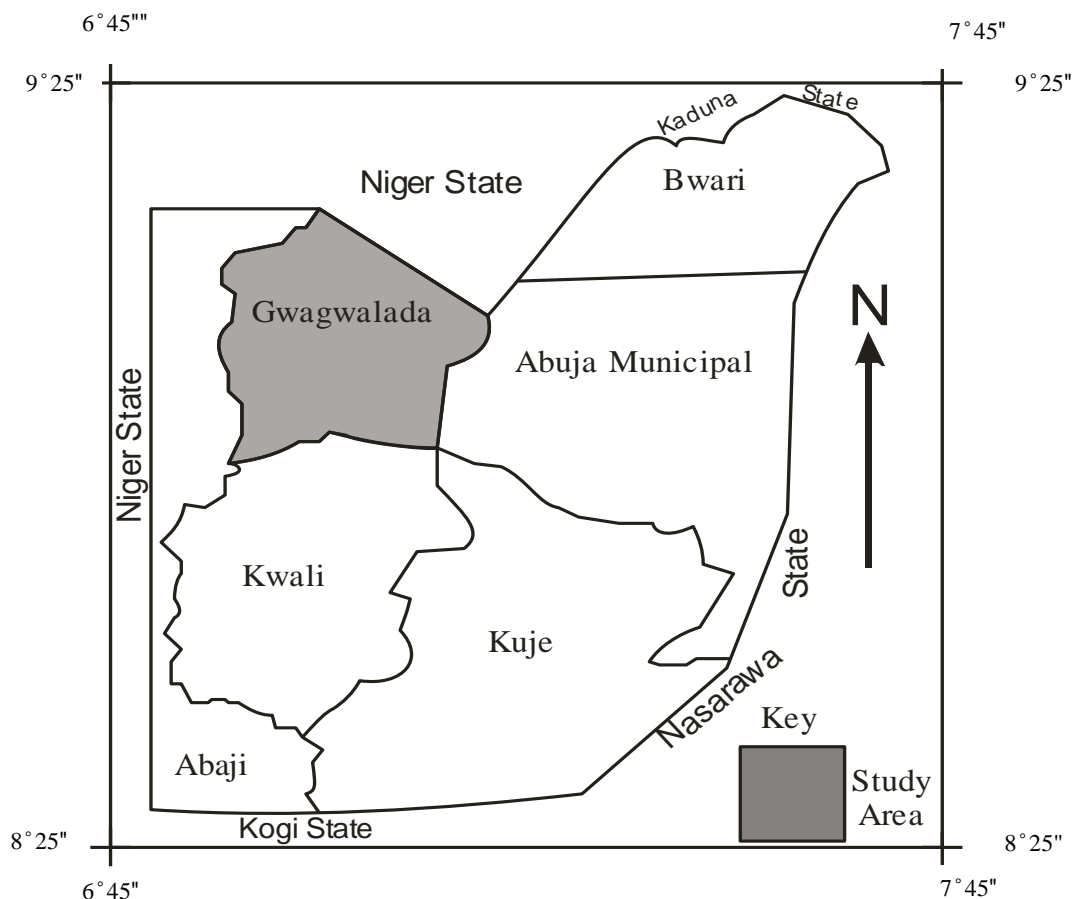 6˚45""
7˚45"
9˚25"
9˚25"
Kaduna State
Bwari
Niger State
Gwagwalada
N
Abuja Municipal
Niger State
Kwali
Kuje
Nasarawa State
Key
Abaji
Study
Area
Kogi State
8˚25"
8˚25"
6˚45"
7˚45"